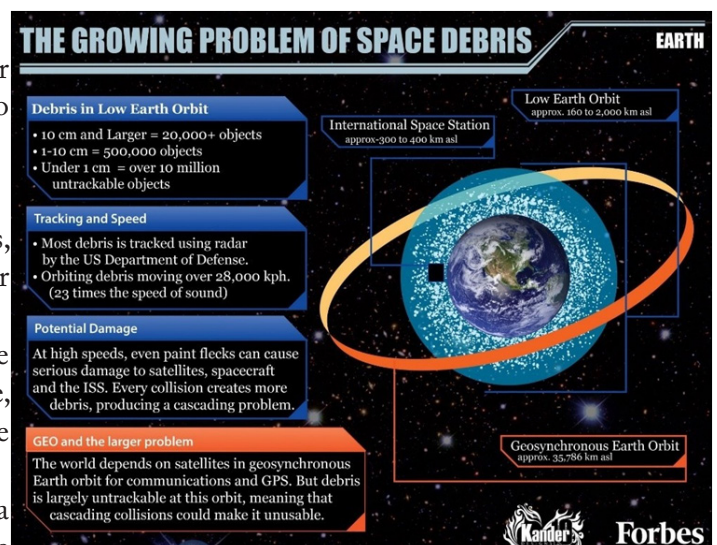 THE GROWING PROBLEM OF SPACE DEBRIS
EARTH
Debris in Low Earth Orbit
• 10 cm and Larger = 20,000+ objects
• 1-10 cm = 500,000 objects
• Under 1 cm = over 10 million
untrackable objects
Tracking and Speed
• Most debris is tracked using radar
by the US Department of Defense.
• Orbiting debris moving over 28,000 kph.
(23 times the speed of sound)
Potential Damage
At high speeds, even paint flecks can cause
serious damage to satellites, spacecraft
and the ISS. Every collision creates more
debris, producing a cascading problem.
GEO and the larger problem
The world depends on satellites in geosynchronous
Earth orbit for communications and GPS. But debris
is largely untrackable at this orbit, meaning that
cascading collisions could make it unusable.
International Space Station
approx-300 to 400 km asl
Low Earth Orbit
approx. 160 to 2,000 km asl
Geosynchronous Earth Orbit
approx. 35,786 km asl
Kander
Forbes